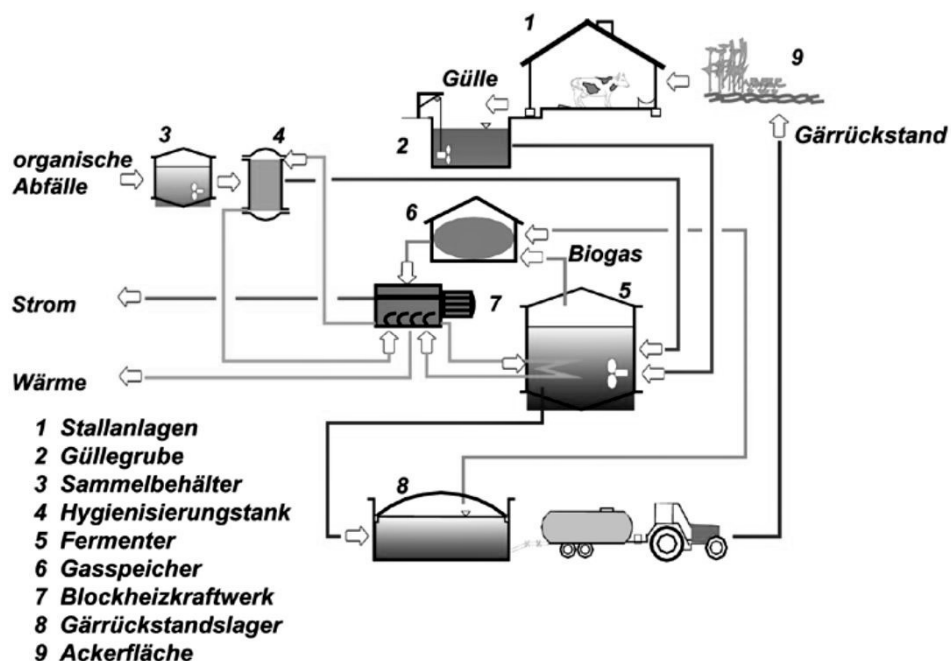 1
9
Gülle
Gärrückstand
2
3
4
organische
Abfälle
6
Biogas
5
Strom
7
Wärme
8
1 Stallanlagen
2 Güllegrube
3 Sammelbehälter
4 Hygienisierungstank
5 Fermenter
6 Gasspeicher
7 Blockheizkraftwerk
8 Gärrückstandslager
9 Ackerfläche